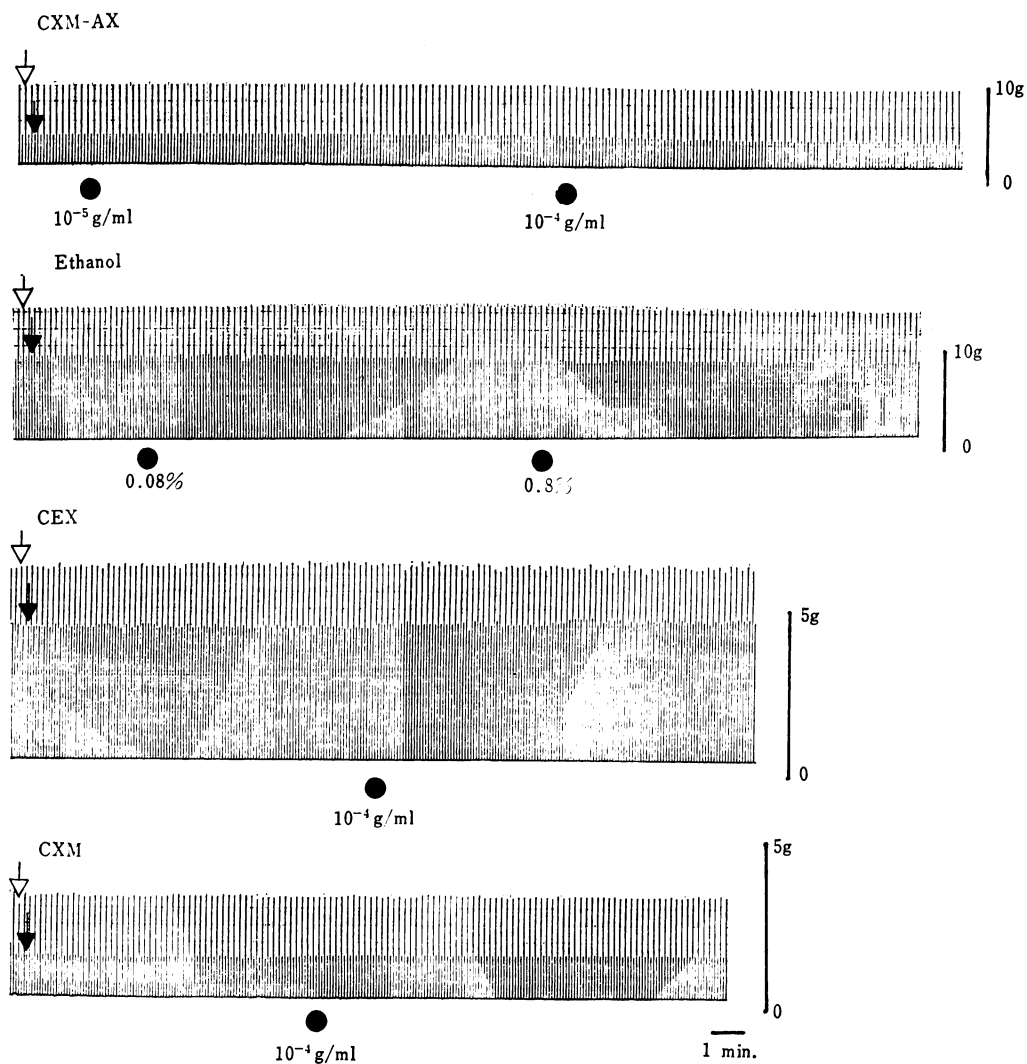 CXM-AX
10g
0
10⁻⁵ g/ml
10⁻⁴ g/ml
Ethanol
10g
0
0.08%
CEX
5g
0
10⁻⁴ g/ml
CXM
5g
0
10⁻⁴ g/ml
1 min.